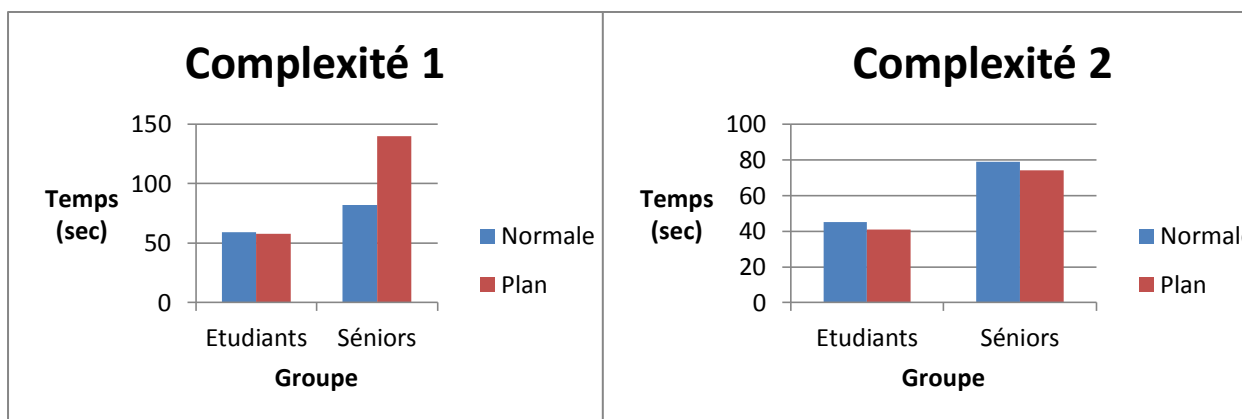 Complexité 1
150
100
50
0
Temps
(sec)
Etudiants
Séniors
Groupe
Normale
Plan
Complexité 2
100
80
60
40
20
0
Temps
(sec)
Etudiants
Séniors
Groupe
Normal
Plan